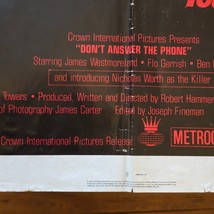 Crown International Pictures Presents
"DON'T ANSWER THE PHONE"
Starring James Westmoreland • Flo Gerrish • Ben
and introducing Nicholas Worth as the Killer
Flowers • Produced, Written and Directed by Robert Hammer
of Photography James Carter Edited by Joseph Fineman
Crown International Pictures Release
METROC